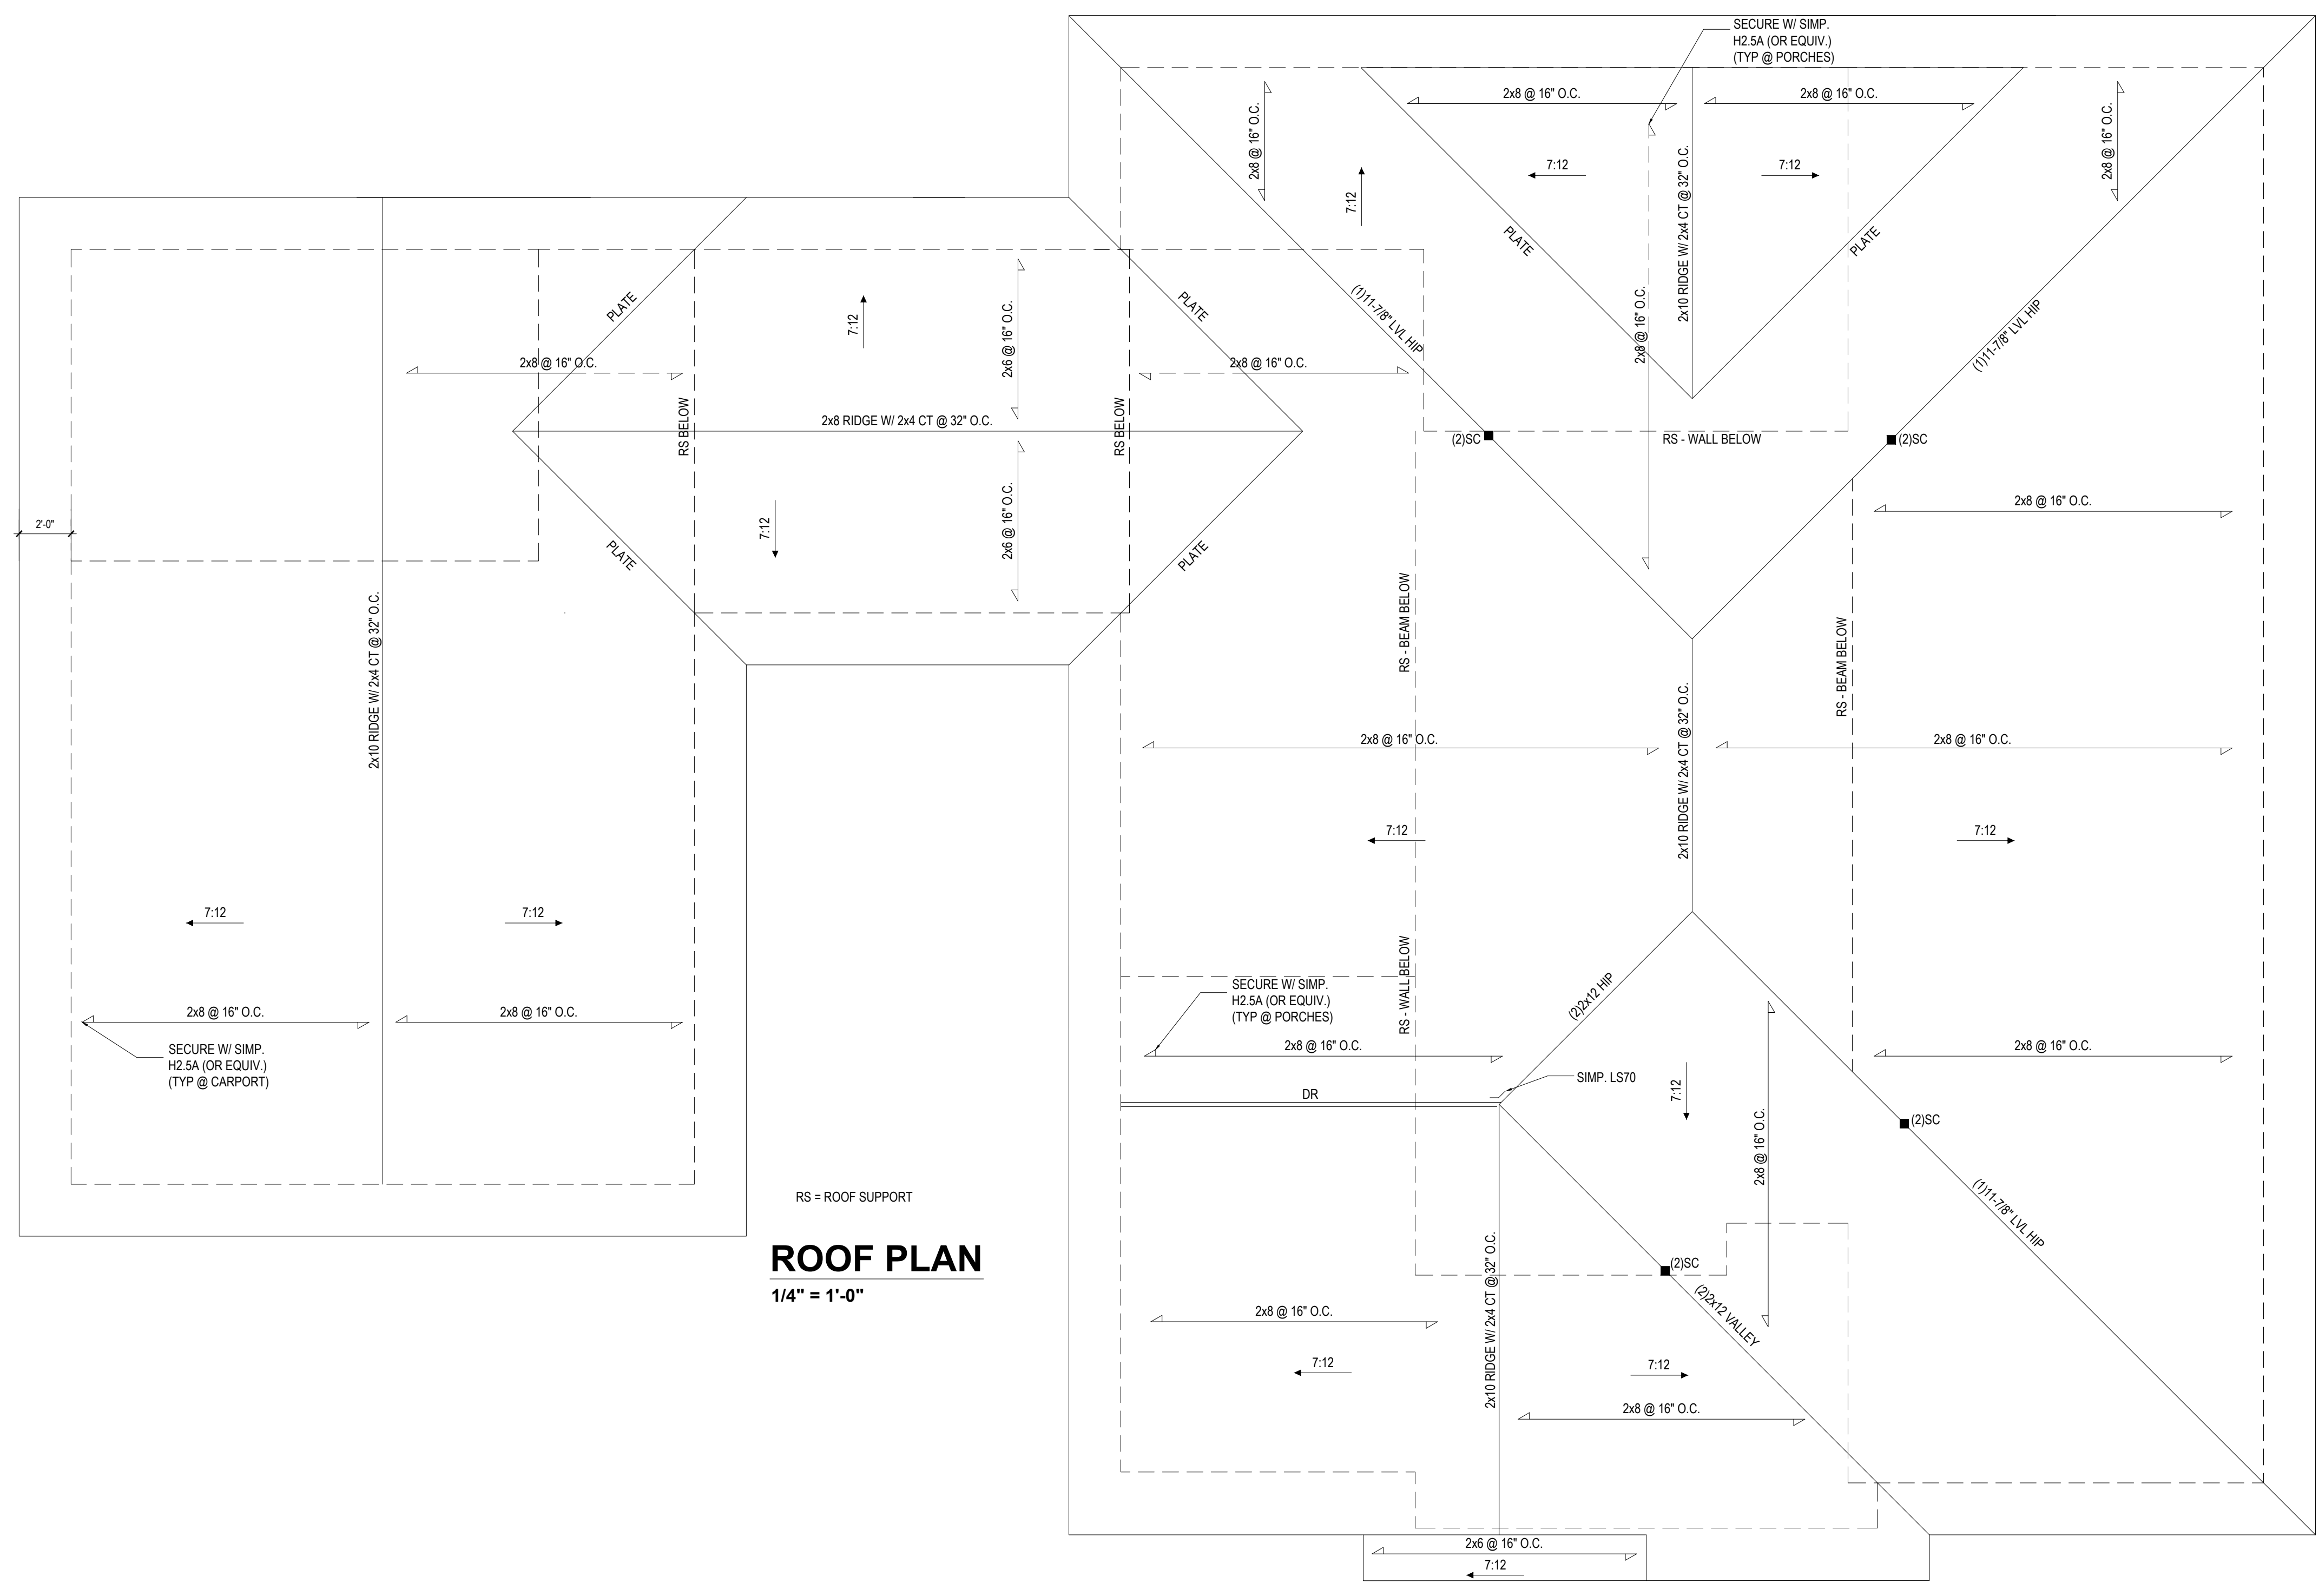 SECURE W/ SIMP.
H2.5A (OR EQUIV.)
(TYP @ PORCHES)
2x8 @ 16" O.C.
2x8 @ 16" O.C.
2x8 @ 16" O.C.
2x8 @ 16" O.C.
7:12
7:12
7:12
2x10 RIDGE W/ 2x4 CT @ 32" O.C.
PLATE
PLATE
2x8 @ 16" O.C.
(1)11-7/8" LVL HIP
(1)11-7/8" LVL HIP
PLATE
PLATE
7:12
2x6 @ 16" O.C.
2x8 @ 16" O.C.
2x8 @ 16" O.C.
RS BELOW
RS BELOW
2x8 RIDGE W/ 2x4 CT @ 32" O.C.
(2)SC
RS - WALL BELOW
(2)SC
2'-0"
7:12
2x6 @ 16" O.C.
PLATE
PLATE
2x8 @ 16" O.C.
RS - BEAM BELOW
RS - BEAM BELOW
2x10 RIDGE W/ 2x4 CT @ 32" O.C.
2x8 @ 16" O.C.
2x8 @ 16" O.C.
2x10 RIDGE W/ 2x4 CT @ 32" O.C.
7:12
7:12
7:12
7:12
2x8 @ 16" O.C.
2x8 @ 16" O.C.
SECURE W/ SIMP.
H2.5A (OR EQUIV.)
(TYP @ CARPORT)
SECURE W/ SIMP.
H2.5A (OR EQUIV.)
(TYP @ PORCHES)
RS - WALL BELOW
(2)2x12 HIP
2x8 @ 16" O.C.
2x8 @ 16" O.C.
SIMP. LS70
7:12
DR
2x8 @ 16" O.C.
(2)SC
RS = ROOF SUPPORT
(1)11-7/8" LVL HIP
ROOF PLAN
1/4" = 1'-0"
(2)SC
2x10 RIDGE W/ 2x4 CT @ 32" O.C.
(2)2x12 VALLEY
2x8 @ 16" O.C.
7:12
7:12
2x8 @ 16" O.C.
2x6 @ 16" O.C.
7:12